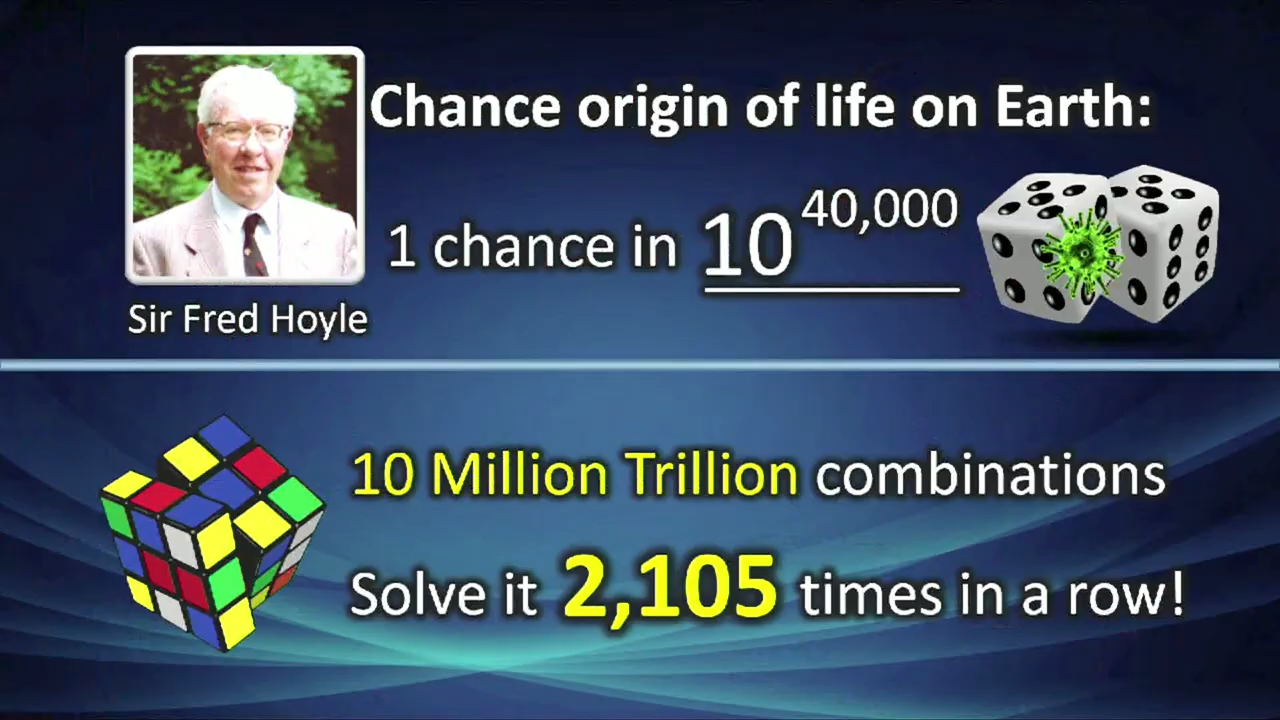 Chance origin of life on Earth:
1 chance in 10^40,000
Sir Fred Hoyle
10 Million Trillion combinations
Solve it 2,105 times in a row!